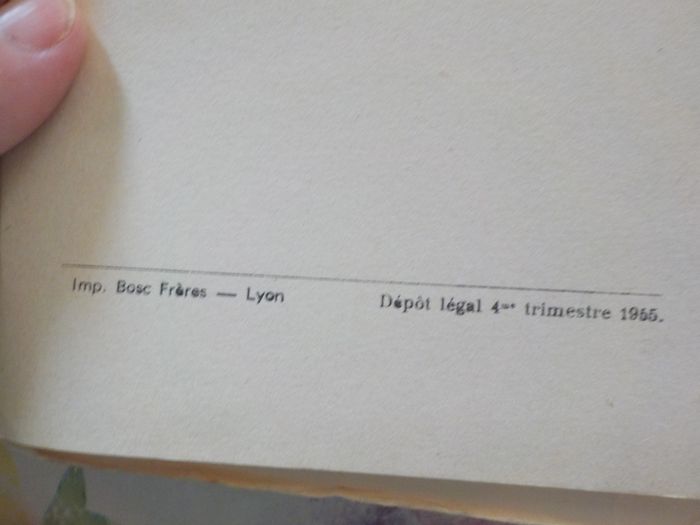 Imp. Bosc Frères — Lyon Dépôt légal 4me trimestre 1955.